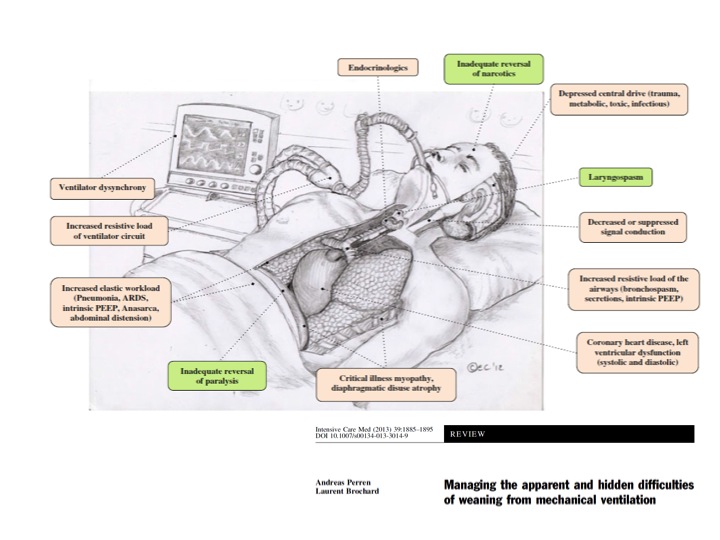 Endocrinologics
Inadequate reversal
of narcotics
Depressed central drive (trauma,
metabolic, toxic, infectious)
Ventilator dysynchrony
Laryngospasm
Increased resistive load
of ventilator circuit
Decreased or suppressed
signal conduction
Increased elastic workload
(Pneumonia, ARDS,
intrinsic PEEP, Anasarca,
abdominal distension)
Increased resistive load of the
airways (bronchospasm,
secretions, intrinsic PEEP)
Coronary heart disease, left
ventricular dysfunction
(systolic and diastolic)
Inadequate reversal
of paralysis
Critical illness myopathy,
diaphragmatic disuse atrophy
©CC '12
Intensive Care Med (2013) 39:1885–1895
DOI 10.1007/s00134-013-3014-9
REVIEW
Andreas Perren
Laurent Brochard
Managing the apparent and hidden difficulties
of weaning from mechanical ventilation